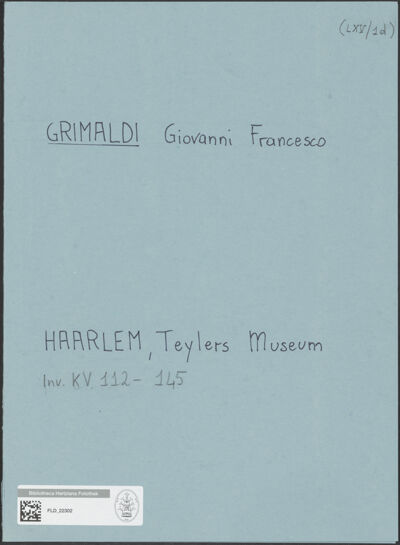 (LXV/1d)
GRIMALDI Giovanni Francesco
HAARLEM, Teylers Museum
Inv. KV 112 - 145
Bibliotheca Hertziana Fotothek
FLD_22302